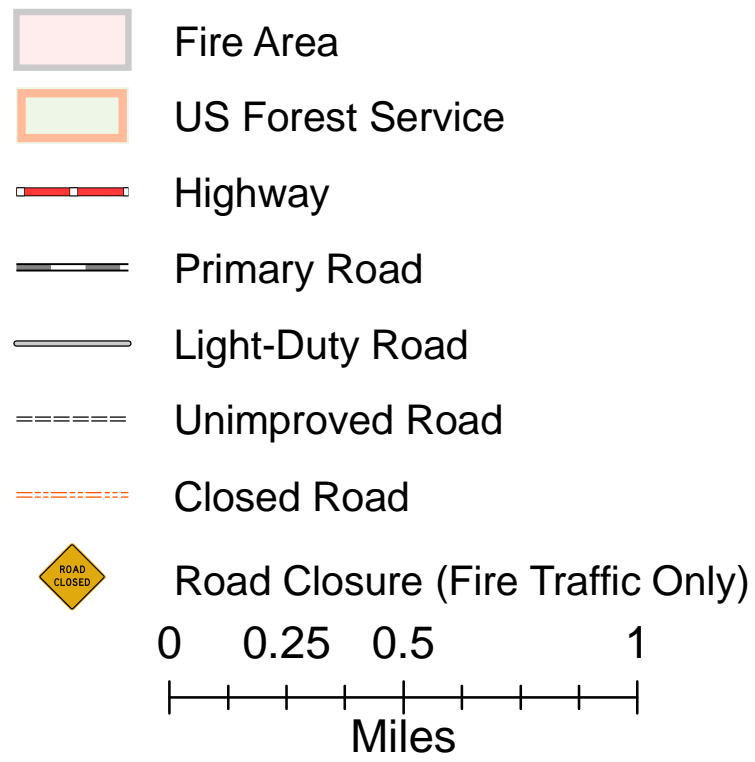 Fire Area
US Forest Service
Highway
Primary Road
Light-Duty Road
Unimproved Road
Closed Road
ROAD
CLOSED
Road Closure (Fire Traffic Only)
0 0.25 0.5 1
Miles